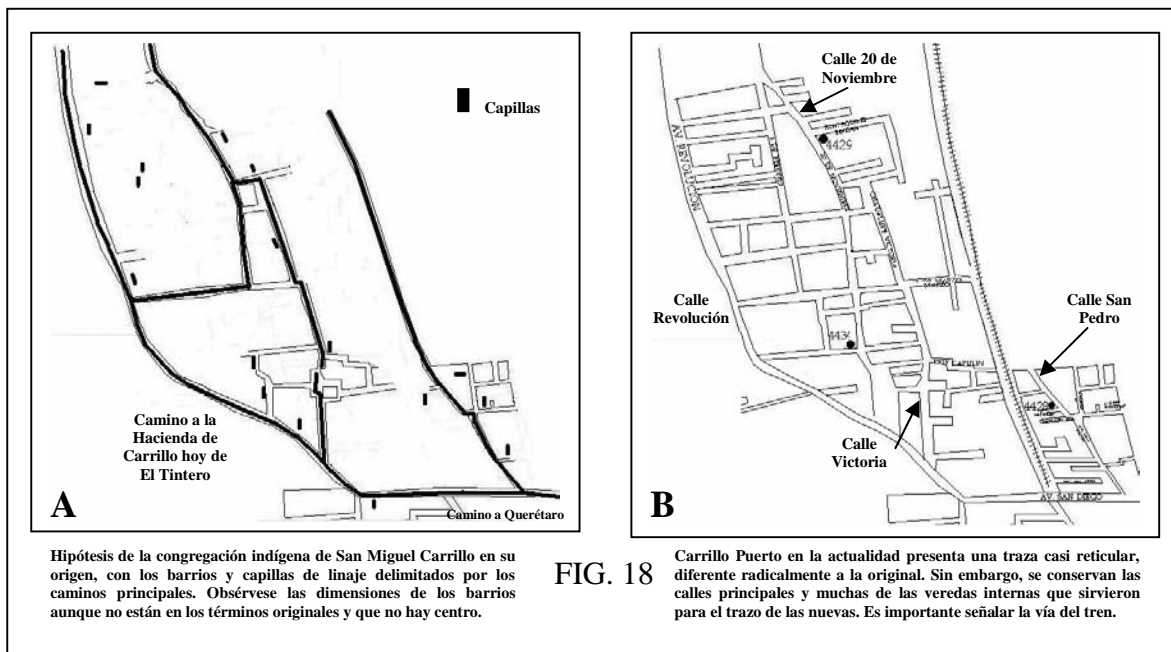 Capillas
Camino a la
Hacienda de
Carrillo hoy de
El Tintero
A
Camino a Querétaro
Hipótesis de la congregación indígena de San Miguel Carrillo en su
origen, con los barrios y capillas de linaje delimitados por los
caminos principales. Obsérvese las dimensiones de los barrios
aunque no están en los términos originales y que no hay centro.
FIG. 18
Calle 20 de
Noviembre
AV REVOLUCION
4429
Calle
Revolución
Calle San
Pedro
4428
Calle
Victoria
AV. SAN DIEGO
B
Carrillo Puerto en la actualidad presenta una traza casi reticular,
diferente radicalmente a la original. Sin embargo, se conservan las
calles principales y muchas de las veredas internas que sirvieron
para el trazo de las nuevas. Es importante señalar la vía del tren.